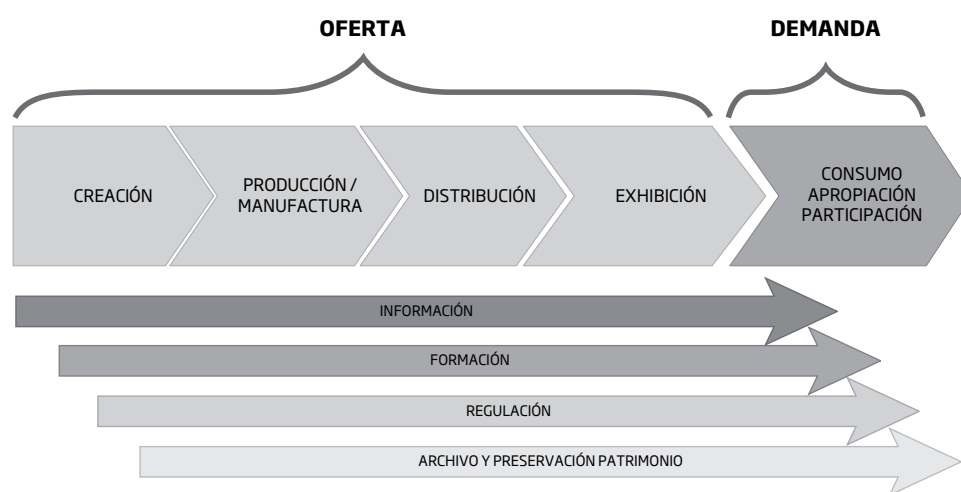 OFERTA
DEMANDA
CREACIÓN
PRODUCCIÓN /
MANUFACTURA
DISTRIBUCIÓN
EXHIBICIÓN
CONSUMO
APROPIACIÓN
PARTICIPACIÓN
INFORMACIÓN
FORMACIÓN
REGULACIÓN
ARCHIVO Y PRESERVACIÓN PATRIMONIO